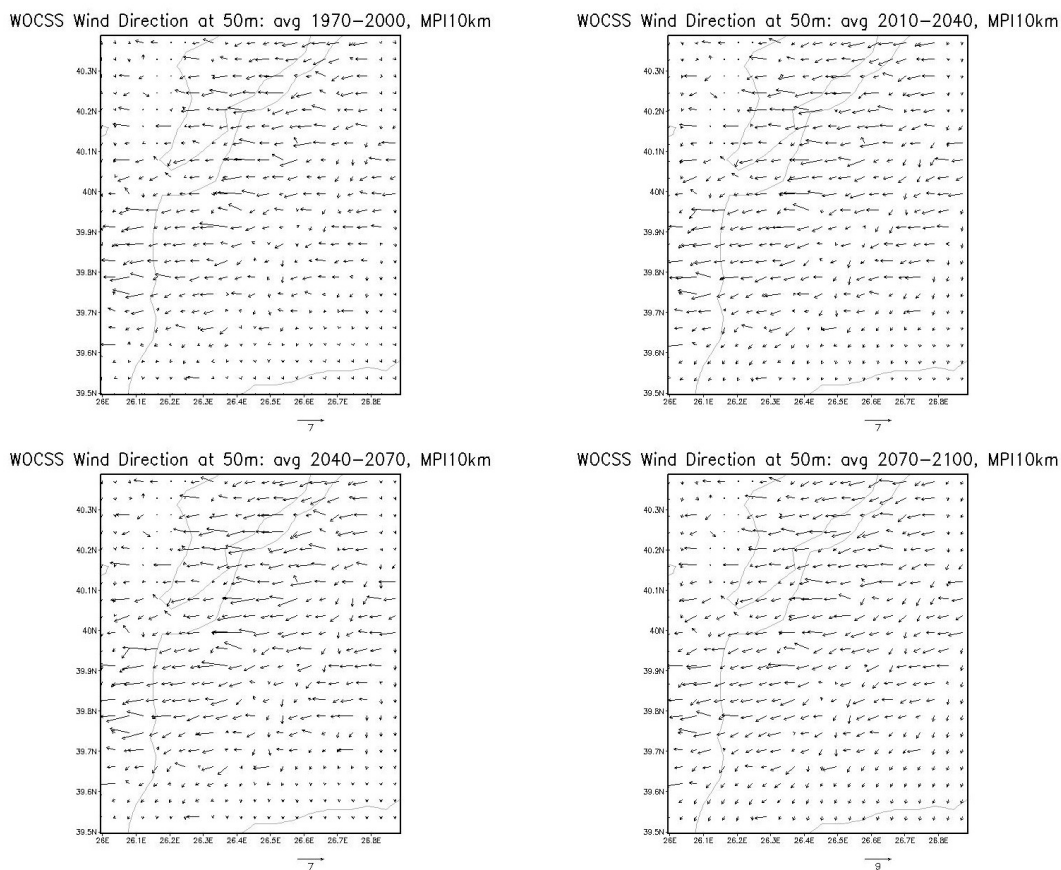 WOCSS Wind Direction at 50m: avg 1970-2000, MPI10km
40.3N
40.2N
40.1N
40N
39.9N
39.8N
39.7N
39.6N
39.5N
26E 26.1E 26.2E 26.3E 26.4E 26.5E 26.6E 26.7E 26.8E
7
WOCSS Wind Direction at 50m: avg 2010-2040, MPI10km
40.3N
40.2N
40.1N
40N
39.9N
39.8N
39.7N
39.6N
39.5N
26E 26.1E 26.2E 26.3E 26.4E 26.5E 26.6E 26.7E 26.8E
7
WOCSS Wind Direction at 50m: avg 2040-2070, MPI10km
40.3N
40.2N
40.1N
40N
39.9N
39.8N
39.7N
39.6N
39.5N
26E 26.1E 26.2E 26.3E 26.4E 26.5E 26.6E 26.7E 26.8E
7
WOCSS Wind Direction at 50m: avg 2070-2100, MPI10km
40.3N
40.2N
40.1N
40N
39.9N
39.8N
39.7N
39.6N
39.5N
26E 26.1E 26.2E 26.3E 26.4E 26.5E 26.6E 26.7E 26.8E
9